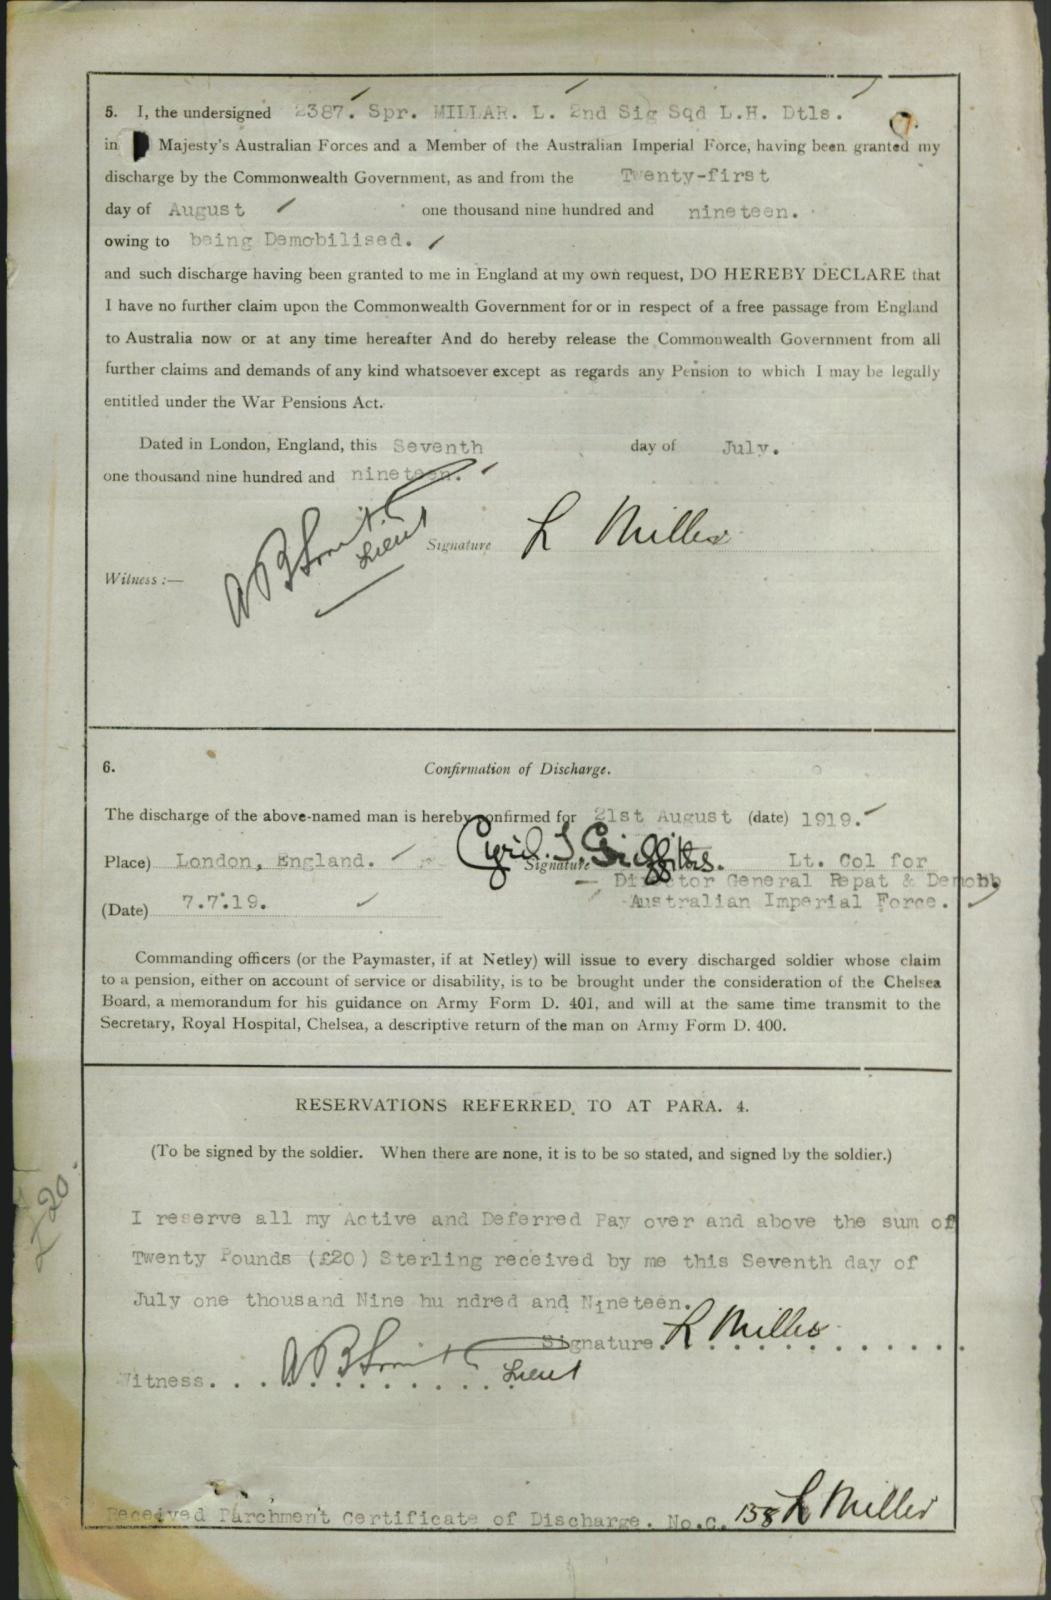 5. I, the undersigned 2387. Spr. MILLAR. L. 2nd Sig Sqd L.H. Dtls.
in Majesty's Australian Forces and a Member of the Australian Imperial Force, having been granted my
discharge by the Commonwealth Government, as and from the Twenty-first
day of August one thousand nine hundred and nineteen.
owing to being Demobilised.
and such discharge having been granted to me in England at my own request, DO HEREBY DECLARE that
I have no further claim upon the Commonwealth Government for or in respect of a free passage from England
to Australia now or at any time hereafter And do hereby release the Commonwealth Government from all
further claims and demands of any kind whatsoever except as regards any Pension to which I may be legally
entitled under the War Pensions Act.
Dated in London, England, this Seventh day of July.
one thousand nine hundred and nineteen.
A B Smith
Lieut
Signature L Miller
Witness :—
6. Confirmation of Discharge.
The discharge of the above-named man is hereby confirmed for 21st August (date) 1919.
Place) London, England. Signature Cyril. T. Griffiths. Lt. Col for
Director General Repat & Demobb
(Date) 7.7.19. Australian Imperial Force.
Commanding officers (or the Paymaster, if at Netley) will issue to every discharged soldier whose claim
to a pension, either on account of service or disability, is to be brought under the consideration of the Chelsea
Board, a memorandum for his guidance on Army Form D. 401, and will at the same time transmit to the
Secretary, Royal Hospital, Chelsea, a descriptive return of the man on Army Form D. 400.
RESERVATIONS REFERRED TO AT PARA. 4.
(To be signed by the soldier. When there are none, it is to be so stated, and signed by the soldier.)
£20.
I reserve all my Active and Deferred Pay over and above the sum of
Twenty Pounds (£20) Sterling received by me this Seventh day of
July one thousand Nine hu ndred and Nineteen.
Signature. L Miller
Witness. . . A B Smith Lieut
Received Parchment Certificate of Discharge. No.C. 158 L Miller